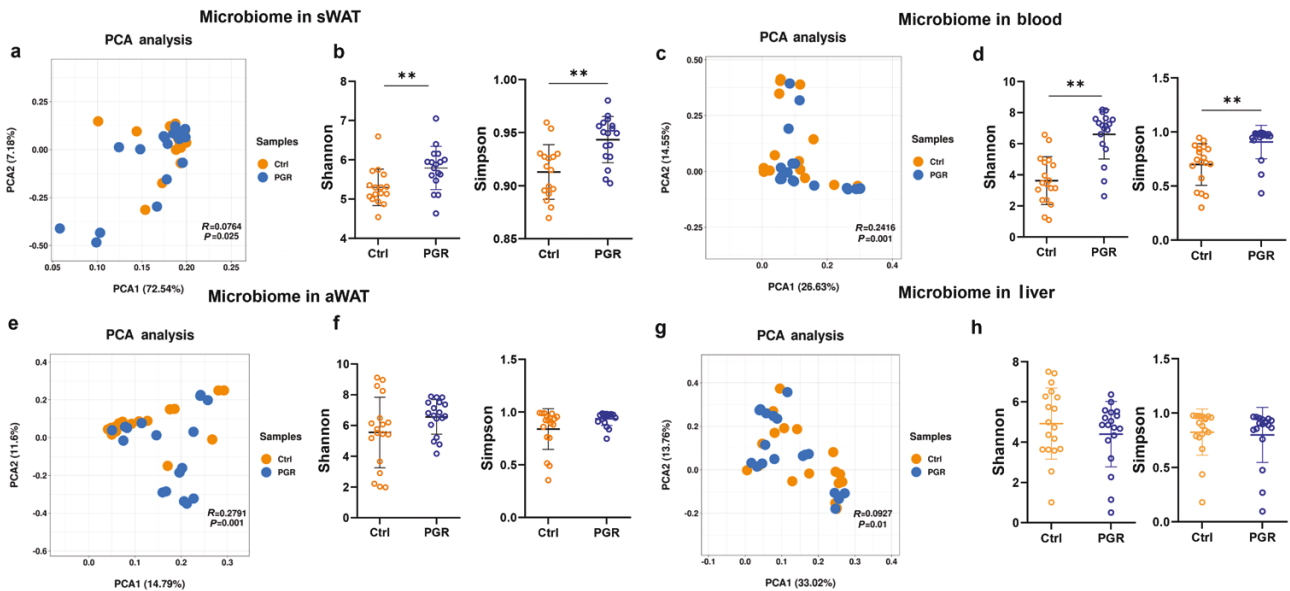 Microbiome in sWAT
a
PCA analysis
0.25
0.00
-0.25
-0.50
PCA2 (7.18%)
0.05 0.10 0.15 0.20 0.25
PCA1 (72.54%)
R=0.0764
P=0.025
Samples
Ctrl
PGR
b
**
8
7
6
5
4
Shannon
Ctrl PGR
**
1.00
0.95
0.90
0.85
Simpson
Ctrl PGR
Microbiome in blood
c
PCA analysis
0.50
0.25
0.00
-0.25
PCA2 (14.55%)
0.0 0.2 0.4
PCA1 (26.63%)
R=0.2416
P=0.001
Samples
Ctrl
PGR
d
**
10
8
6
4
2
0
Shannon
Ctrl PGR
**
1.5
1.0
0.5
0.0
Simpson
Ctrl PGR
Microbiome in aWAT
e
PCA analysis
0.4
0.2
0.0
-0.2
-0.4
-0.6
PCA2 (11.6%)
0.0 0.1 0.2 0.3
PCA1 (14.79%)
R=0.2791
P=0.001
Samples
Ctrl
PGR
f
10
8
6
4
2
0
Shannon
Ctrl PGR
1.5
1.0
0.5
0.0
Simpson
Ctrl PGR
Microbiome in liver
g
PCA analysis
0.4
0.2
0.0
-0.2
PCA2 (13.76%)
-0.1 0.0 0.1 0.2 0.3 0.4
PCA1 (33.02%)
R=0.0927
P=0.01
Samples
Ctrl
PGR
h
8
6
4
2
0
Shannon
Ctrl PGR
1.5
1.0
0.5
0.0
Simpson
Ctrl PGR